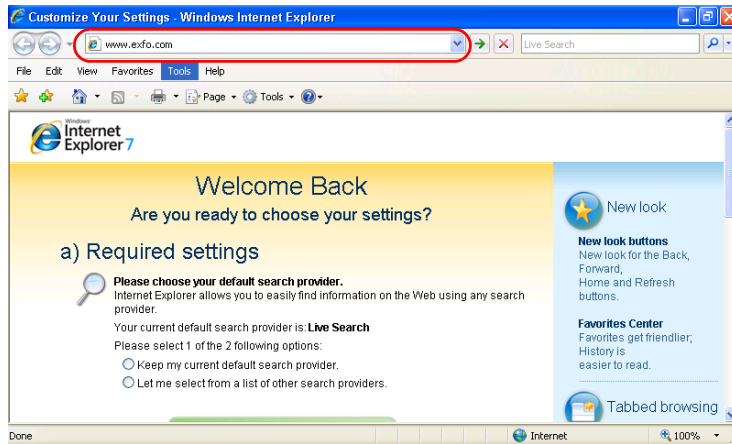 Customize Your Settings - Windows Internet Explorer
www.exfo.com
Live Search
File Edit View Favorites Tools Help
Page Tools
Windows
Internet
Explorer 7
Welcome Back
Are you ready to choose your settings?
a) Required settings
Please choose your default search provider.
Internet Explorer allows you to easily find information on the Web using any search
provider.
Your current default search provider is: Live Search
Please select 1 of the 2 following options:
Keep my current default search provider.
Let me select from a list of other search providers.
New look
New look buttons
New look for the Back,
Forward,
Home and Refresh
buttons.
Favorites Center
Favorites get friendlier;
History is
easier to read.
Tabbed browsing
Done
Internet
100%